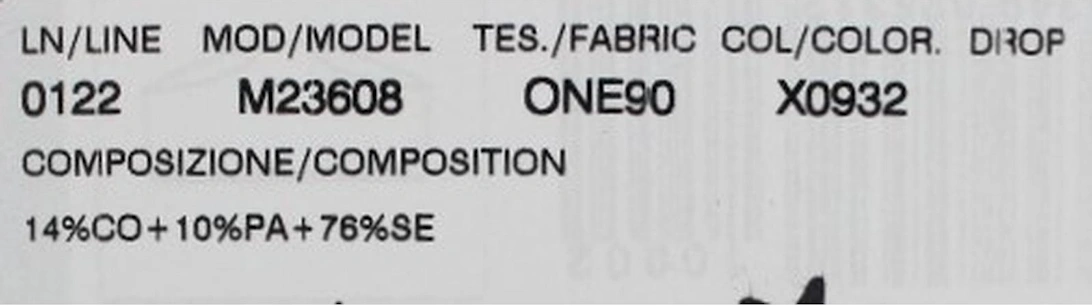 LN/LINE MOD/MODEL TES./FABRIC COL/COLOR. DROP
0122 M23608 ONE90 X0932
COMPOSIZIONE/COMPOSITION
14%CO+10%PA+76%SE